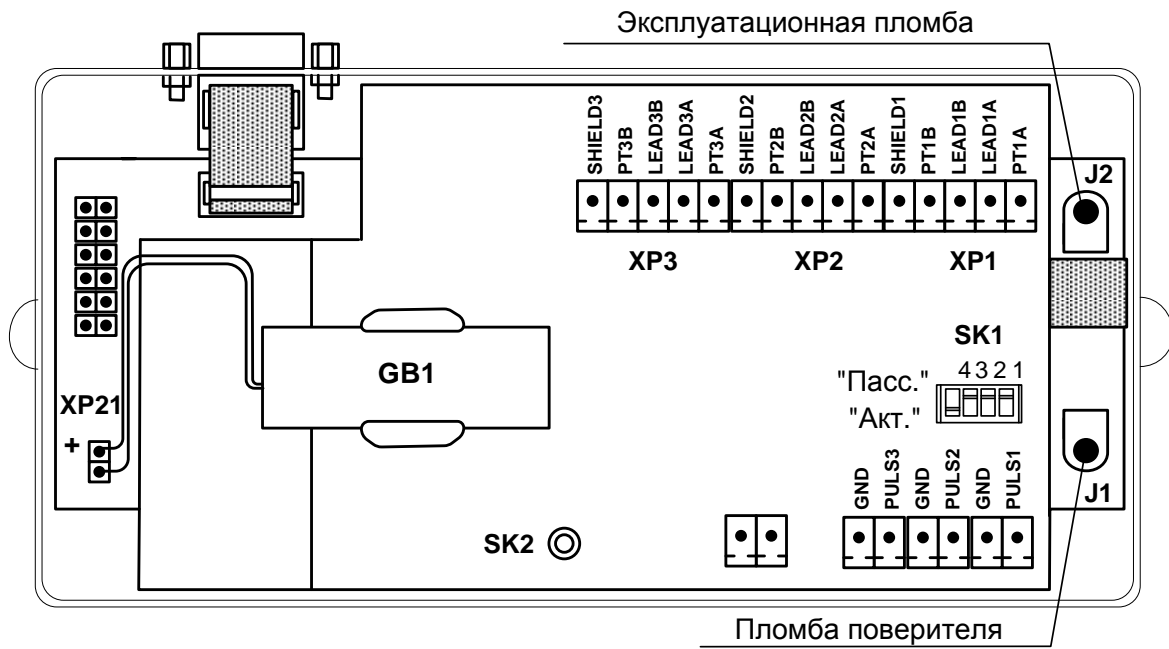 Эксплуатационная пломба
SHIELD3
PT3B
LEAD3B
LEAD3A
PT3A
SHIELD2
PT2B
LEAD2B
LEAD2A
PT2A
SHIELD1
PT1B
LEAD1B
LEAD1A
PT1A
J2
XP3 XP2 XP1
SK1
4 3 2 1
"Пасс."
"Акт."
GB1
XP21
+
GND
PULS3
GND
PULS2
GND
PULS1
J1
SK2
Пломба поверителя